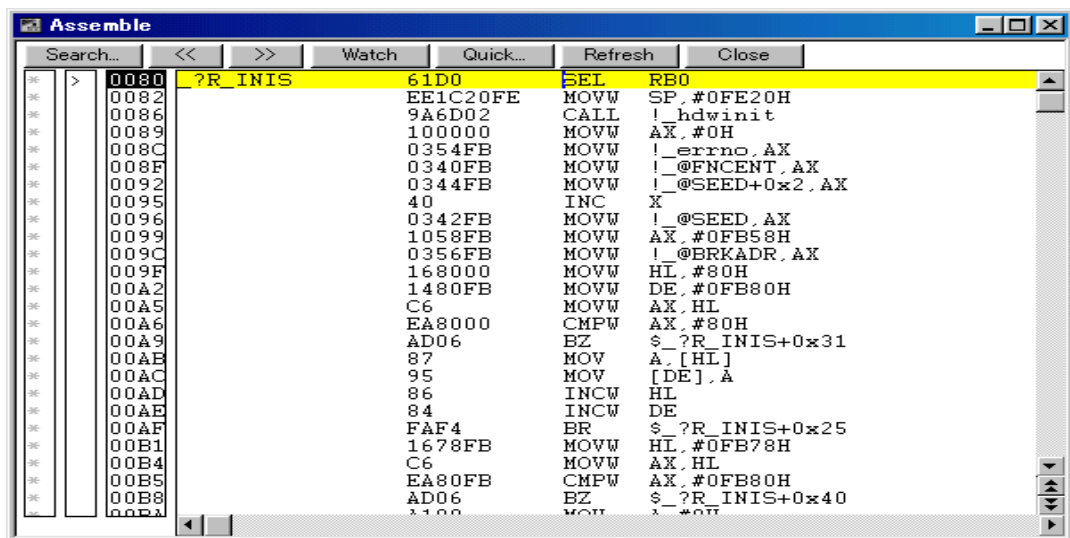 Assemble
Search... << >> Watch Quick... Refresh Close
* > 0080 _?R_INIS 61D0 SEL RB0
* 0082 EE1C20FE MOVW SP,#0FE20H
* 0086 9A6D02 CALL !_hdwinit
* 0089 100000 MOVW AX,#0H
* 008C 0354FB MOVW !_errno,AX
* 008F 0340FB MOVW !_@FNCENT,AX
* 0092 0344FB MOVW !_@SEED+0x2,AX
* 0095 40 INC X
* 0096 0342FB MOVW !_@SEED,AX
* 0099 1058FB MOVW AX,#0FB58H
* 009C 0356FB MOVW !_@BRKADR,AX
* 009F 168000 MOVW HL,#80H
* 00A2 1480FB MOVW DE,#0FB80H
* 00A5 C6 MOVW AX,HL
* 00A6 EA8000 CMPW AX,#80H
* 00A9 AD06 BZ $_?R_INIS+0x31
* 00AB 87 MOV A,[HL]
* 00AC 95 MOV [DE],A
* 00AD 86 INCW HL
* 00AE 84 INCW DE
* 00AF FAF4 BR $_?R_INIS+0x25
* 00B1 1678FB MOVW HL,#0FB78H
* 00B4 C6 MOVW AX,HL
* 00B5 EA80FB CMPW AX,#0FB80H
* 00B8 AD06 BZ $_?R_INIS+0x40